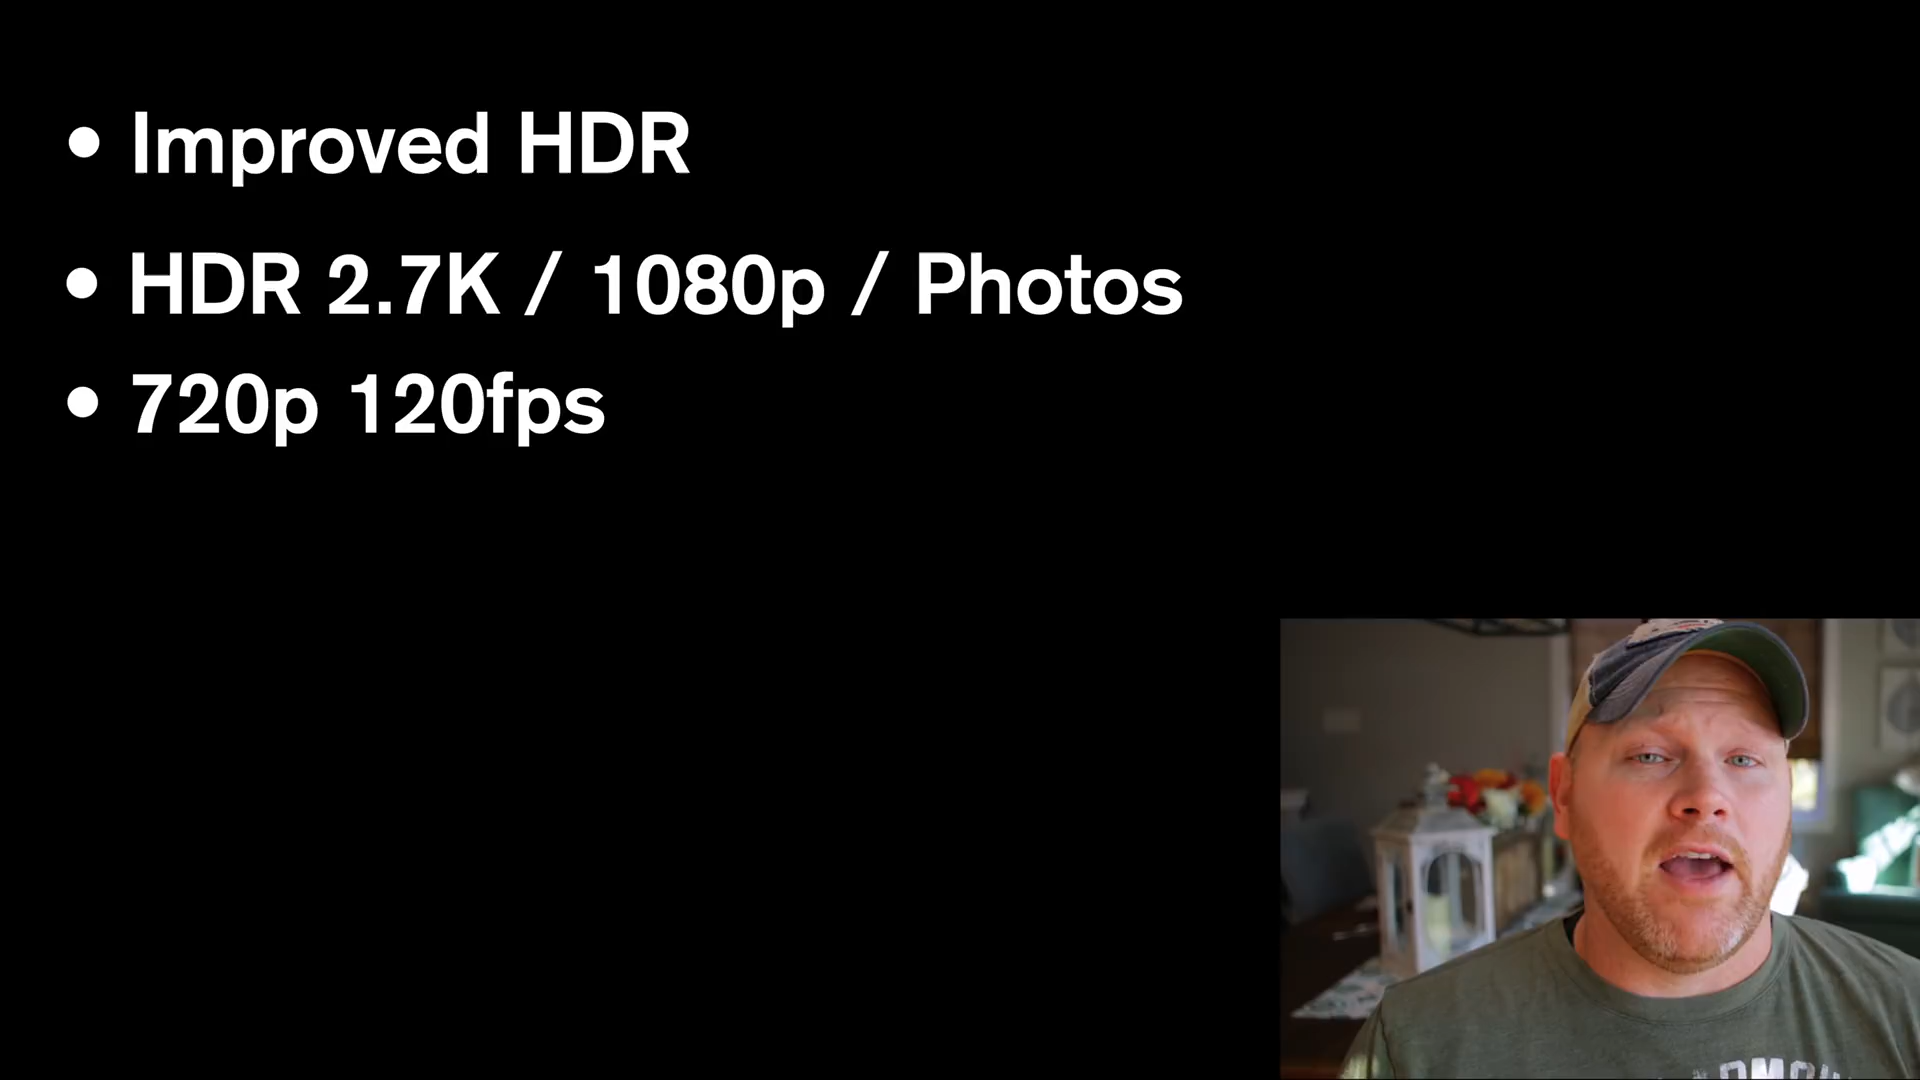 • Improved HDR
• HDR 2.7K / 1080p / Photos
• 720p 120fps